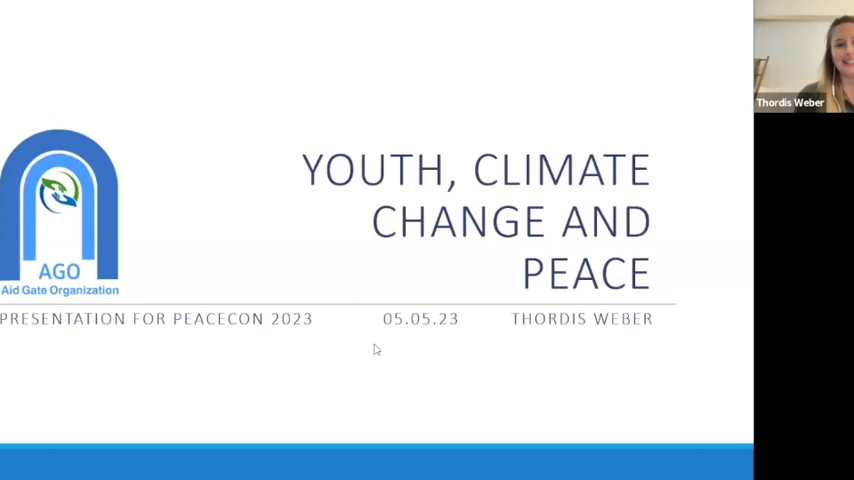 YOUTH, CLIMATE
CHANGE AND
PEACE
AGO
Aid Gate Organization
PRESENTATION FOR PEACECON 2023 05.05.23 THORDIS WEBER
Thordis Weber